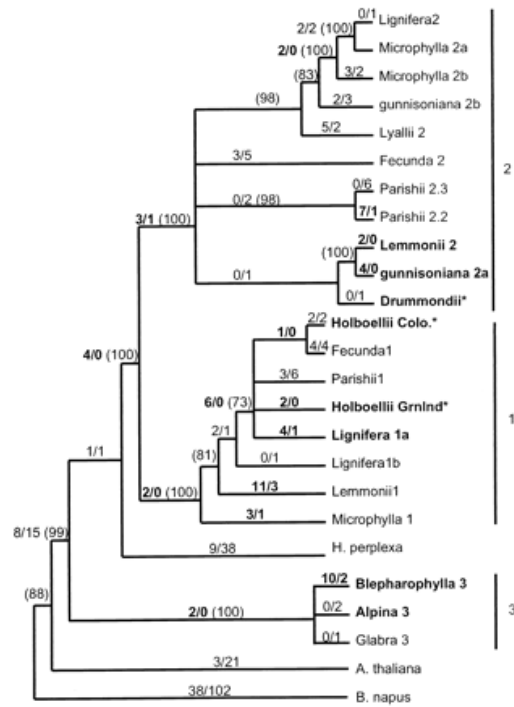 0/1 Lignifera2
2/2 (100)
Microphylla 2a
2/0 (100)
3/2 Microphylla 2b
(83)
2/3 gunnisoniana 2b
(98)
5/2 Lyallii 2
3/5 Fecunda 2
2
0/6 Parishii 2.3
0/2 (98)
7/1 Parishii 2.2
3/1 (100)
2/0 Lemmonii 2
(100)
4/0 gunnisoniana 2a
0/1
0/1 Drummondii*
2/2 Holboellii Colo.*
1/0
4/4 Fecunda1
4/0 (100)
3/6 Parishii1
6/0 (73) 2/0 Holboellii Grnlnd*
1
2/1 4/1 Lignifera 1a
1/1
(81) 0/1 Lignifera1b
2/0 (100) 11/3 Lemmonii1
3/1 Microphylla 1
8/15 (99)
9/38 H. perplexa
10/2 Blepharophylla 3
(88)
2/0 (100) 0/2 Alpina 3
3
0/1 Glabra 3
3/21 A. thaliana
38/102 B. napus